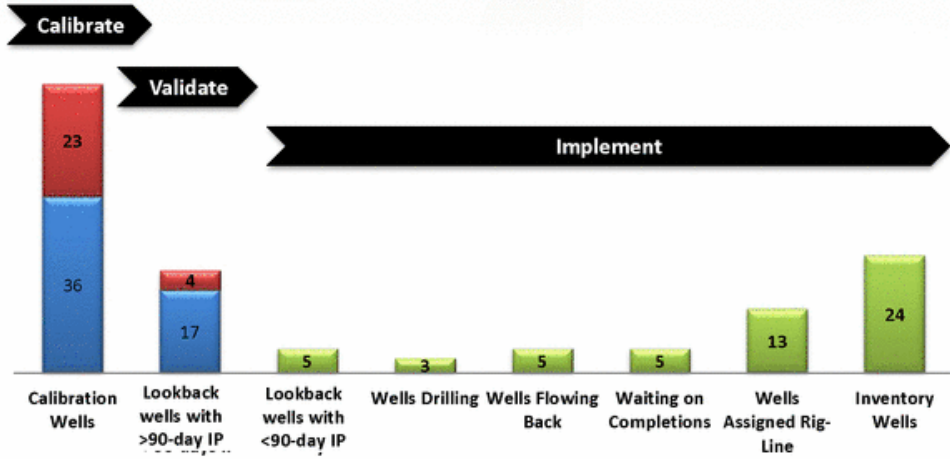 Calibrate
Validate
Implement
23
36
4
17
5
3
5
5
13
24
Calibration
Wells
Lookback
wells with
>90-day IP
Lookback
wells with
<90-day IP
Wells Drilling
Wells Flowing
Back
Waiting on
Completions
Wells
Assigned Rig-
Line
Inventory
Wells